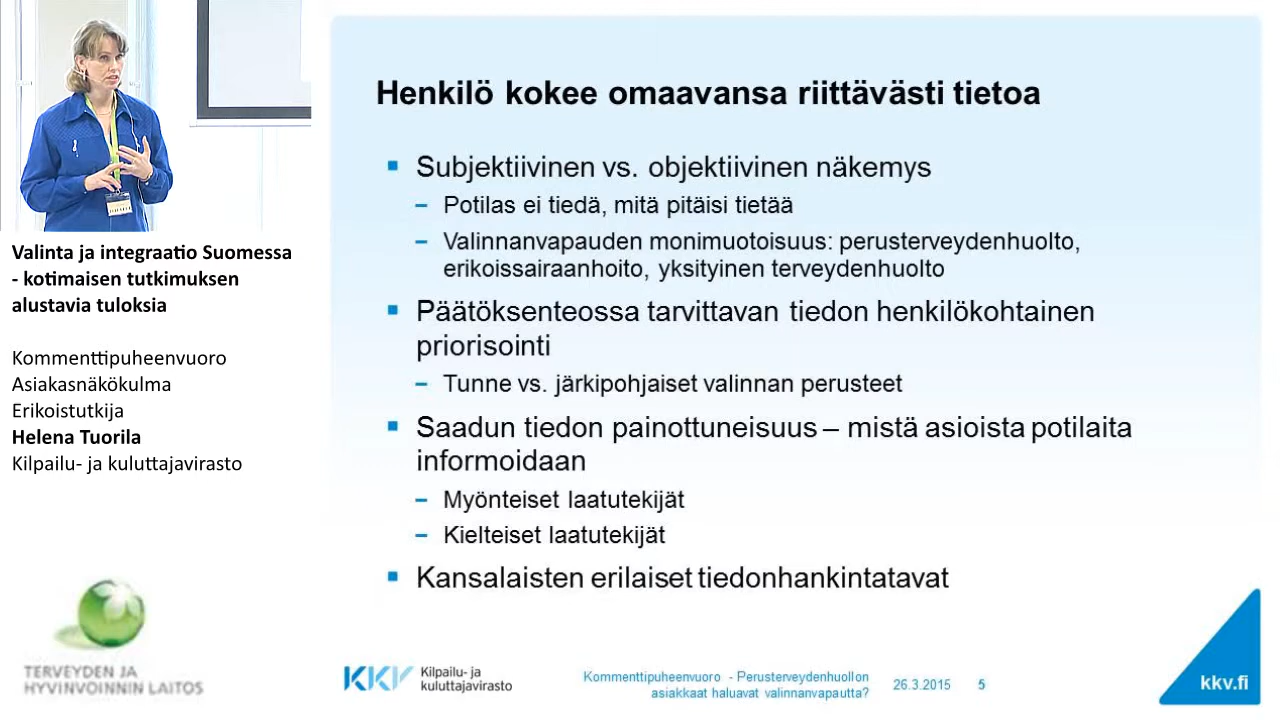 Valinta ja integraatio Suomessa
- kotimaisen tutkimuksen
alustavia tuloksia
Kommenttipuheenvuoro
Asiakasnäkökulma
Erikoistutkija
Helena Tuorila
Kilpailu- ja kuluttajavirasto
TERVEYDEN JA
HYVINVOINNIN LAITOS
Henkilö kokee omaavansa riittävästi tietoa
▪ Subjektiivinen vs. objektiivinen näkemys
– Potilas ei tiedä, mitä pitäisi tietää
– Valinnanvapauden monimuotoisuus: perusterveydenhuolto,
erikoissairaanhoito, yksityinen terveydenhuolto
▪ Päätöksenteossa tarvittavan tiedon henkilökohtainen
priorisointi
– Tunne vs. järkipohjaiset valinnan perusteet
▪ Saadun tiedon painottuneisuus – mistä asioista potilaita
informoidaan
– Myönteiset laatutekijät
– Kielteiset laatutekijät
▪ Kansalaisten erilaiset tiedonhankintatavat
KKV Kilpailu- ja
kuluttajavirasto
Kommenttipuheenvuoro - Perusterveydenhuollon
asiakkaat haluavat valinnanvapautta?
26.3.2015 5
kkv.fi